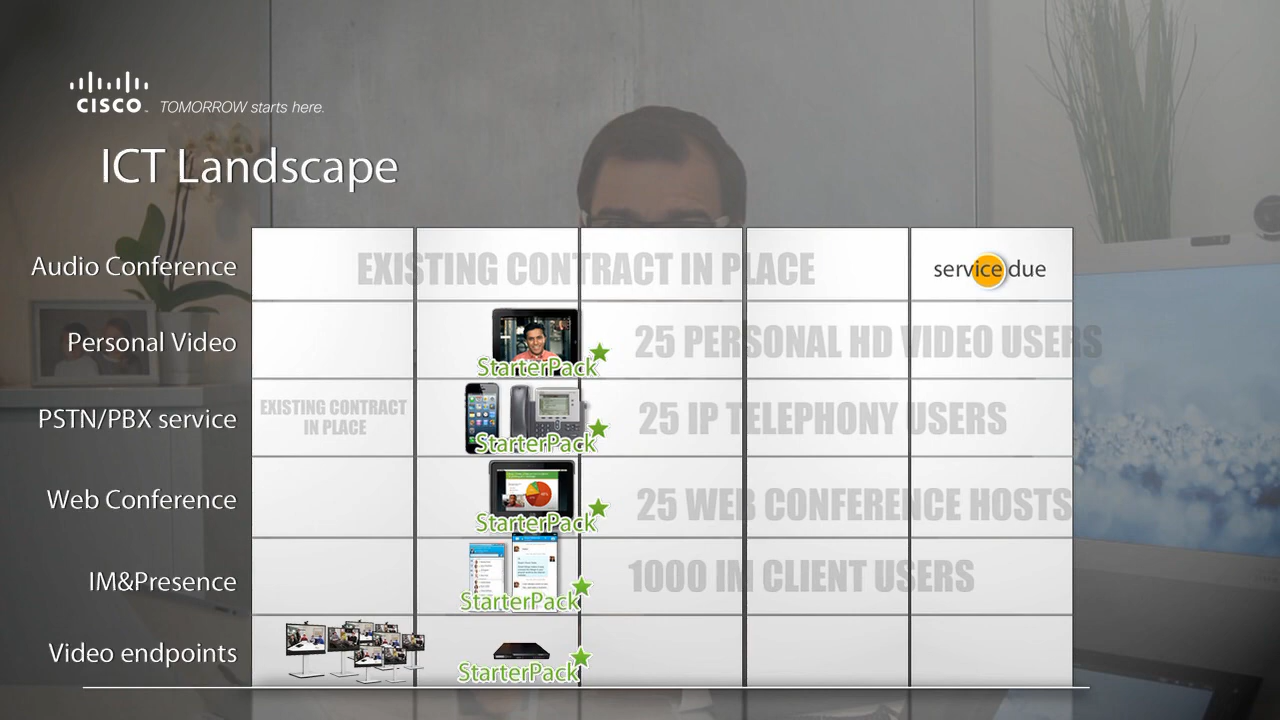 CISCO TOMORROW starts here.
ICT Landscape
Audio Conference
EXISTING CONTRACT IN PLACE
service due
Personal Video
StarterPack
25 PERSONAL HD VIDEO USERS
PSTN/PBX service
EXISTING CONTRACT
IN PLACE
StarterPack
25 IP TELEPHONY USERS
Web Conference
StarterPack
25 WEB CONFERENCE HOSTS
IM&Presence
StarterPack
1000 IM CLIENT USERS
Video endpoints
StarterPack